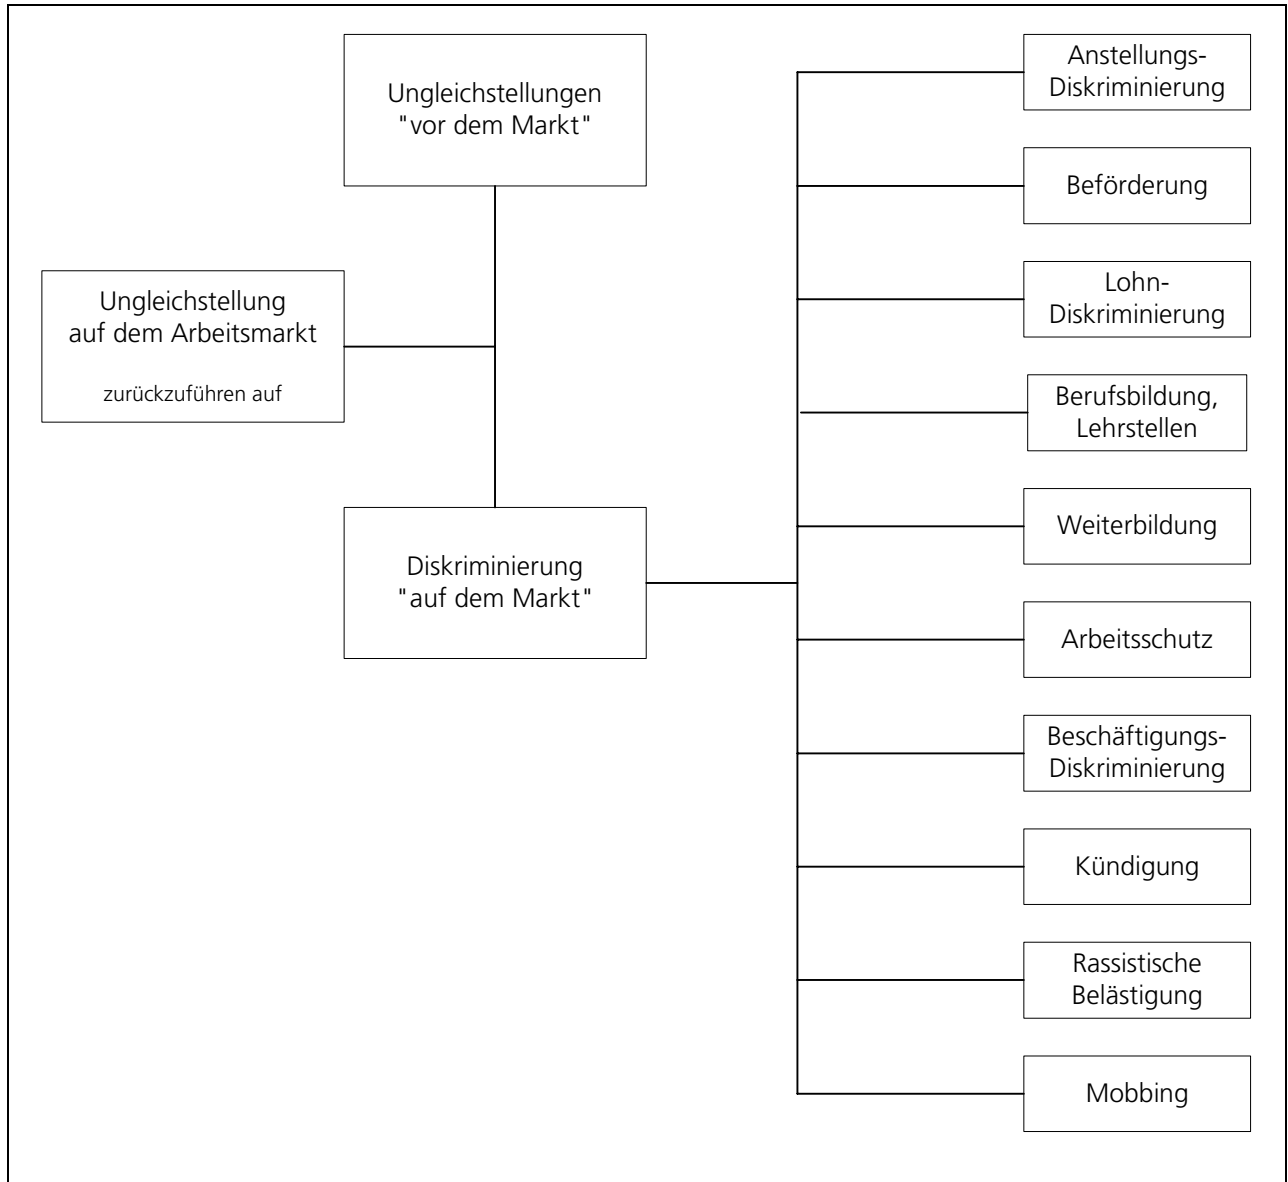 Ungleichstellungen
"vor dem Markt"
Ungleichstellung
auf dem Arbeitsmarkt
zurückzuführen auf
Diskriminierung
"auf dem Markt"
Anstellungs-
Diskriminierung
Beförderung
Lohn-
Diskriminierung
Berufsbildung,
Lehrstellen
Weiterbildung
Arbeitsschutz
Beschäftigungs-
Diskriminierung
Kündigung
Rassistische
Belästigung
Mobbing